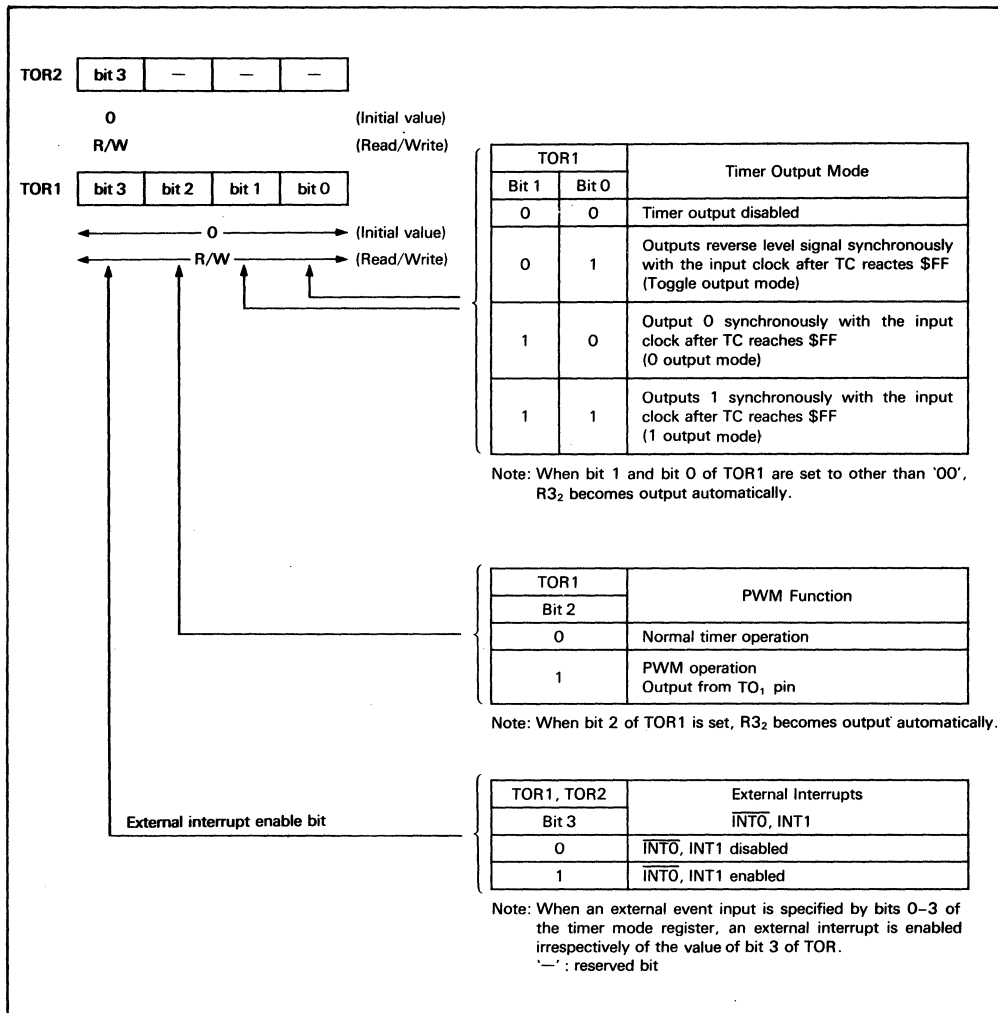 TOR2 bit 3 — — —
0 (Initial value)
R/W (Read/Write)
TOR1 bit 3 bit 2 bit 1 bit 0
0 (Initial value)
R/W (Read/Write)
TOR1 Timer Output Mode
Bit 1 Bit 0
0 0 Timer output disabled
0 1 Outputs reverse level signal synchronously
with the input clock after TC reactes $FF
(Toggle output mode)
1 0 Output 0 synchronously with the input
clock after TC reaches $FF
(0 output mode)
1 1 Outputs 1 synchronously with the input
clock after TC reaches $FF
(1 output mode)
Note: When bit 1 and bit 0 of TOR1 are set to other than '00',
R3₂ becomes output automatically.
TOR1 PWM Function
Bit 2
0 Normal timer operation
1 PWM operation
Output from TO₁ pin
Note: When bit 2 of TOR1 is set, R3₂ becomes output automatically.
External interrupt enable bit
TOR1, TOR2 External Interrupts
Bit 3 I̅N̅T̅0̅, INT1
0 I̅N̅T̅0̅, INT1 disabled
1 I̅N̅T̅0̅, INT1 enabled
Note: When an external event input is specified by bits 0–3 of
the timer mode register, an external interrupt is enabled
irrespectively of the value of bit 3 of TOR.
'—' : reserved bit